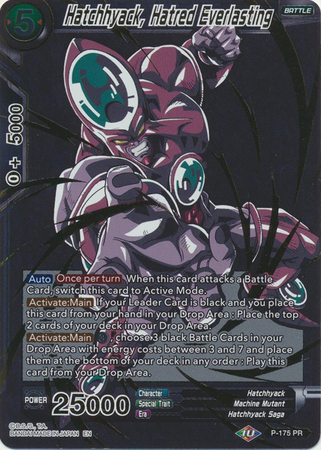 5
Hatchhyack, Hatred Everlasting
BATTLE
0 + 5000
Auto Once per turn When this card attacks a Battle
Card, switch this card to Active Mode.
Activate:Main If your Leader Card is black and you place
this card from your hand in your Drop Area : Place the
top 2 cards of your deck in your Drop Area.
Activate:Main , choose 3 black Battle Cards in your
Drop Area with energy costs between 3 and 7 and place
them at the bottom of your deck in any order : Play this
card from your Drop Area.
POWER 25000
Character Hatchhyack
Special Trait Machine Mutant
Era Hatchhyack Saga
©B.S./S., T.A.
BANDAI MADE IN JAPAN EN
P-175 PR